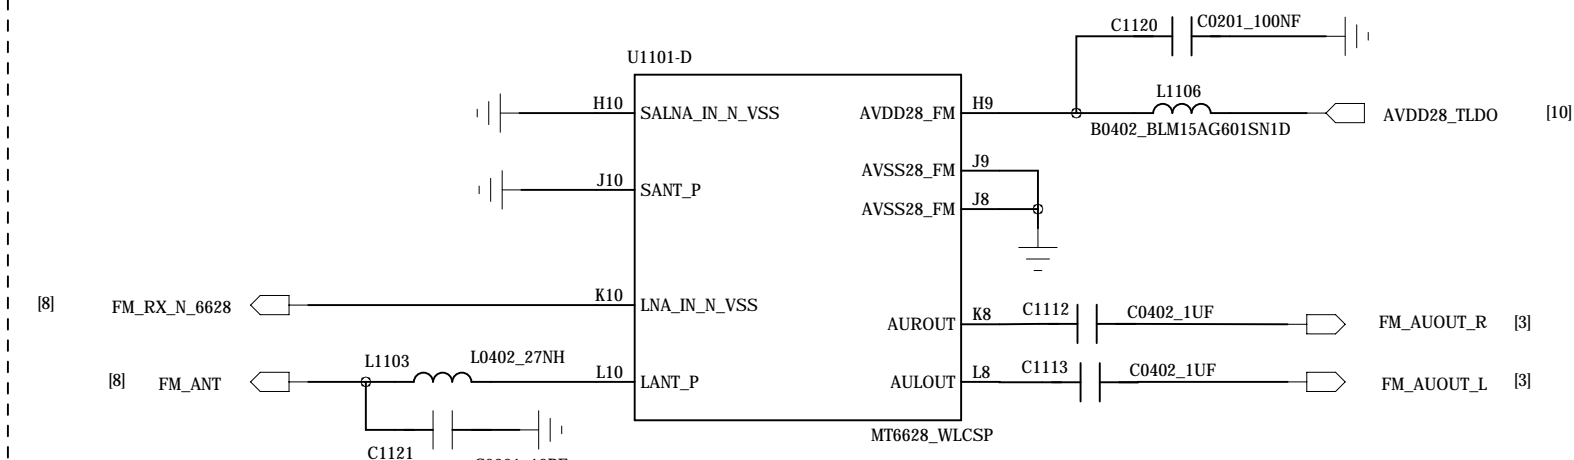 C1120 C0201_100NF
U1101-D
L1106
H10 SALNA_IN_N_VSS AVDD28_FM H9 AVDD28_TLDO [10]
B0402_BLM15AG601SN1D
AVSS28_FM J9
J10 SANT_P
AVSS28_FM J8
[8] FM_RX_N_6628 K10 LNA_IN_N_VSS
C1112 C0402_1UF
AUROUT K8 FM_AUOUT_R [3]
L1103 L0402_27NH
C1113 C0402_1UF
[8] FM_ANT L10 LANT_P AULOUT L8 FM_AUOUT_L [3]
MT6628_WLCSP
C1121